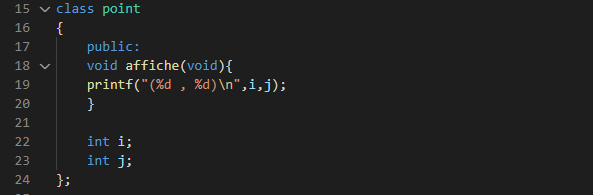 15 class point
16 {
17 public:
18 void affiche(void){
19 printf("(%d , %d)\n",i,j);
20 }
21
22 int i;
23 int j;
24 };